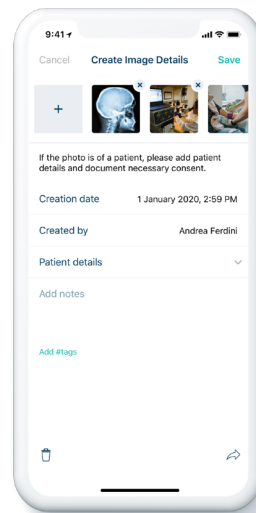 9:41
Cancel Create Image Details Save
If the photo is of a patient, please add patient
details and document necessary consent.
Creation date 1 January 2020, 2:59 PM
Created by Andrea Ferdini
Patient details
Add notes
Add #tags